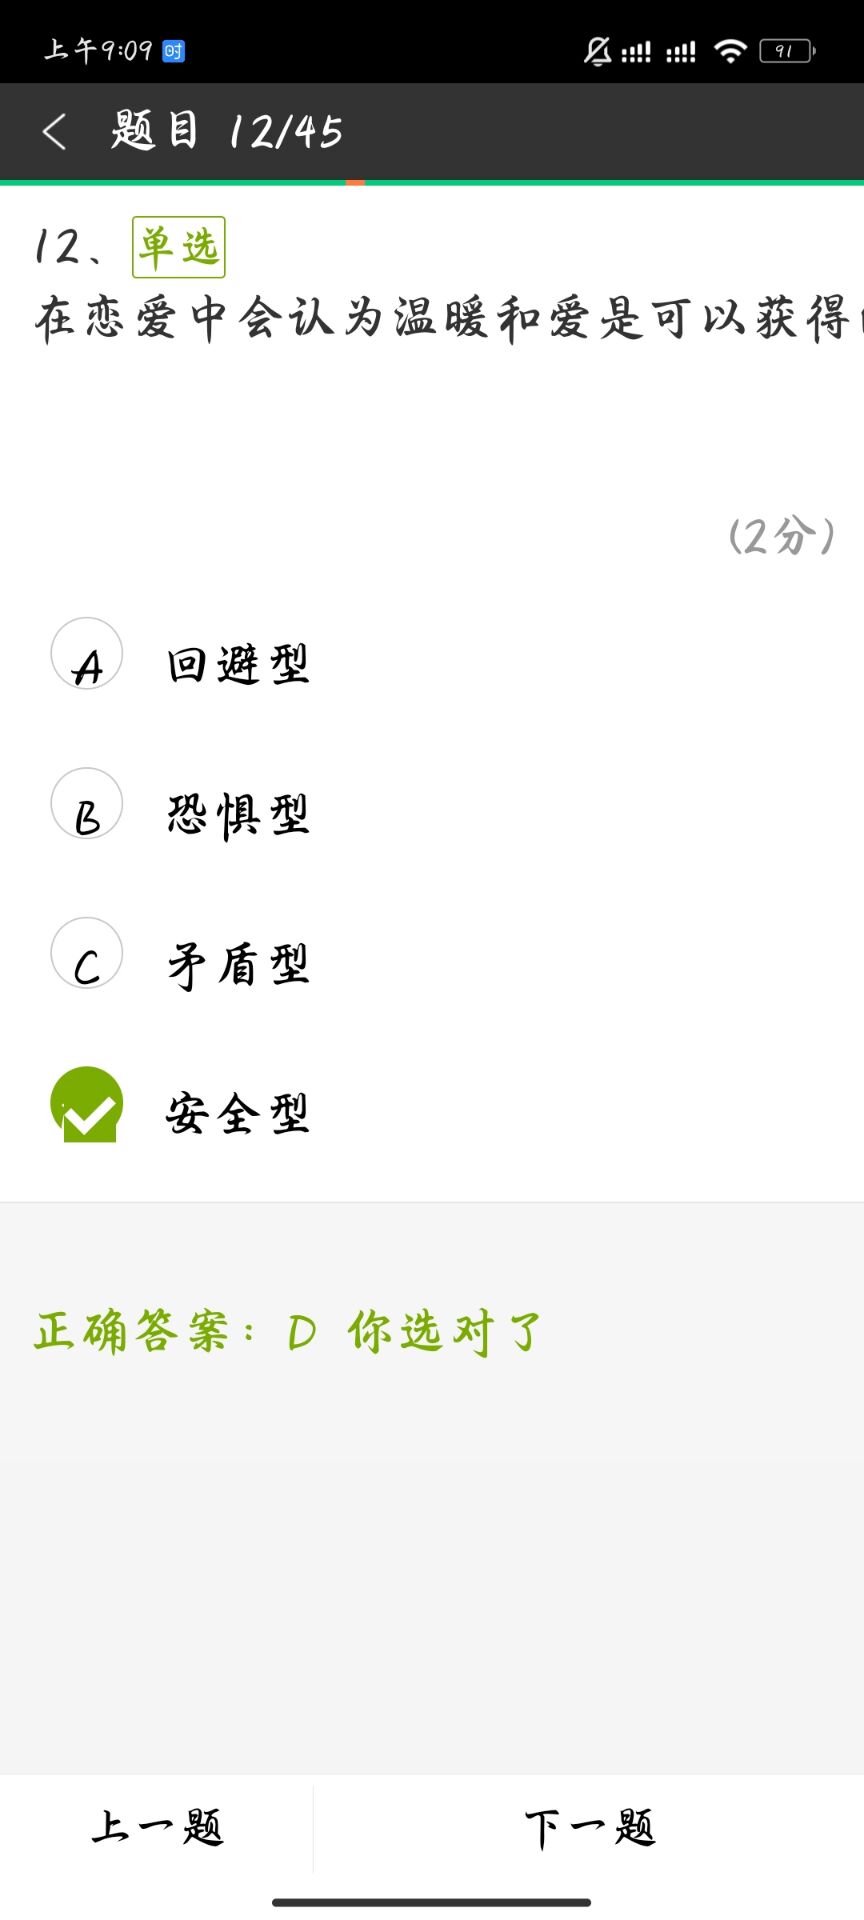 上午9:09 时
91
题目 12/45
12、 单选
在恋爱中会认为温暖和爱是可以获得
(2分)
A 回避型
B 恐惧型
C 矛盾型
安全型
正确答案：D 你选对了
上一题 下一题